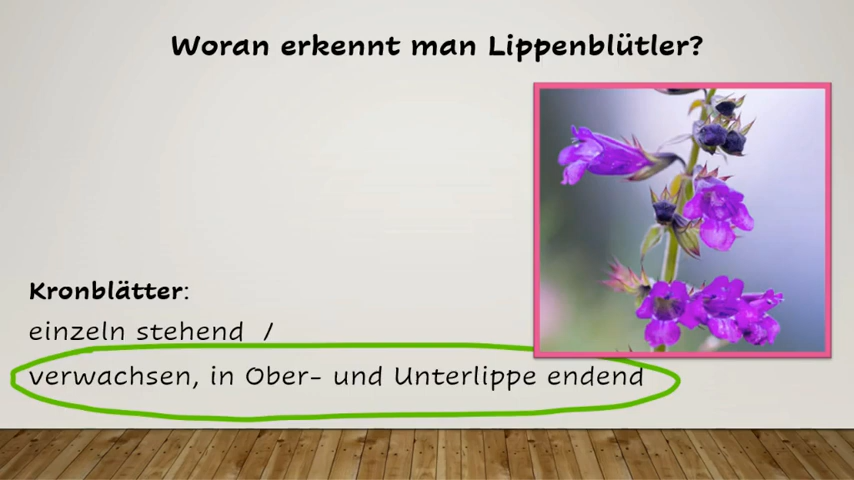 Woran erkennt man Lippenblütler?
Kronblätter:
einzeln stehend /
verwachsen, in Ober- und Unterlippe endend